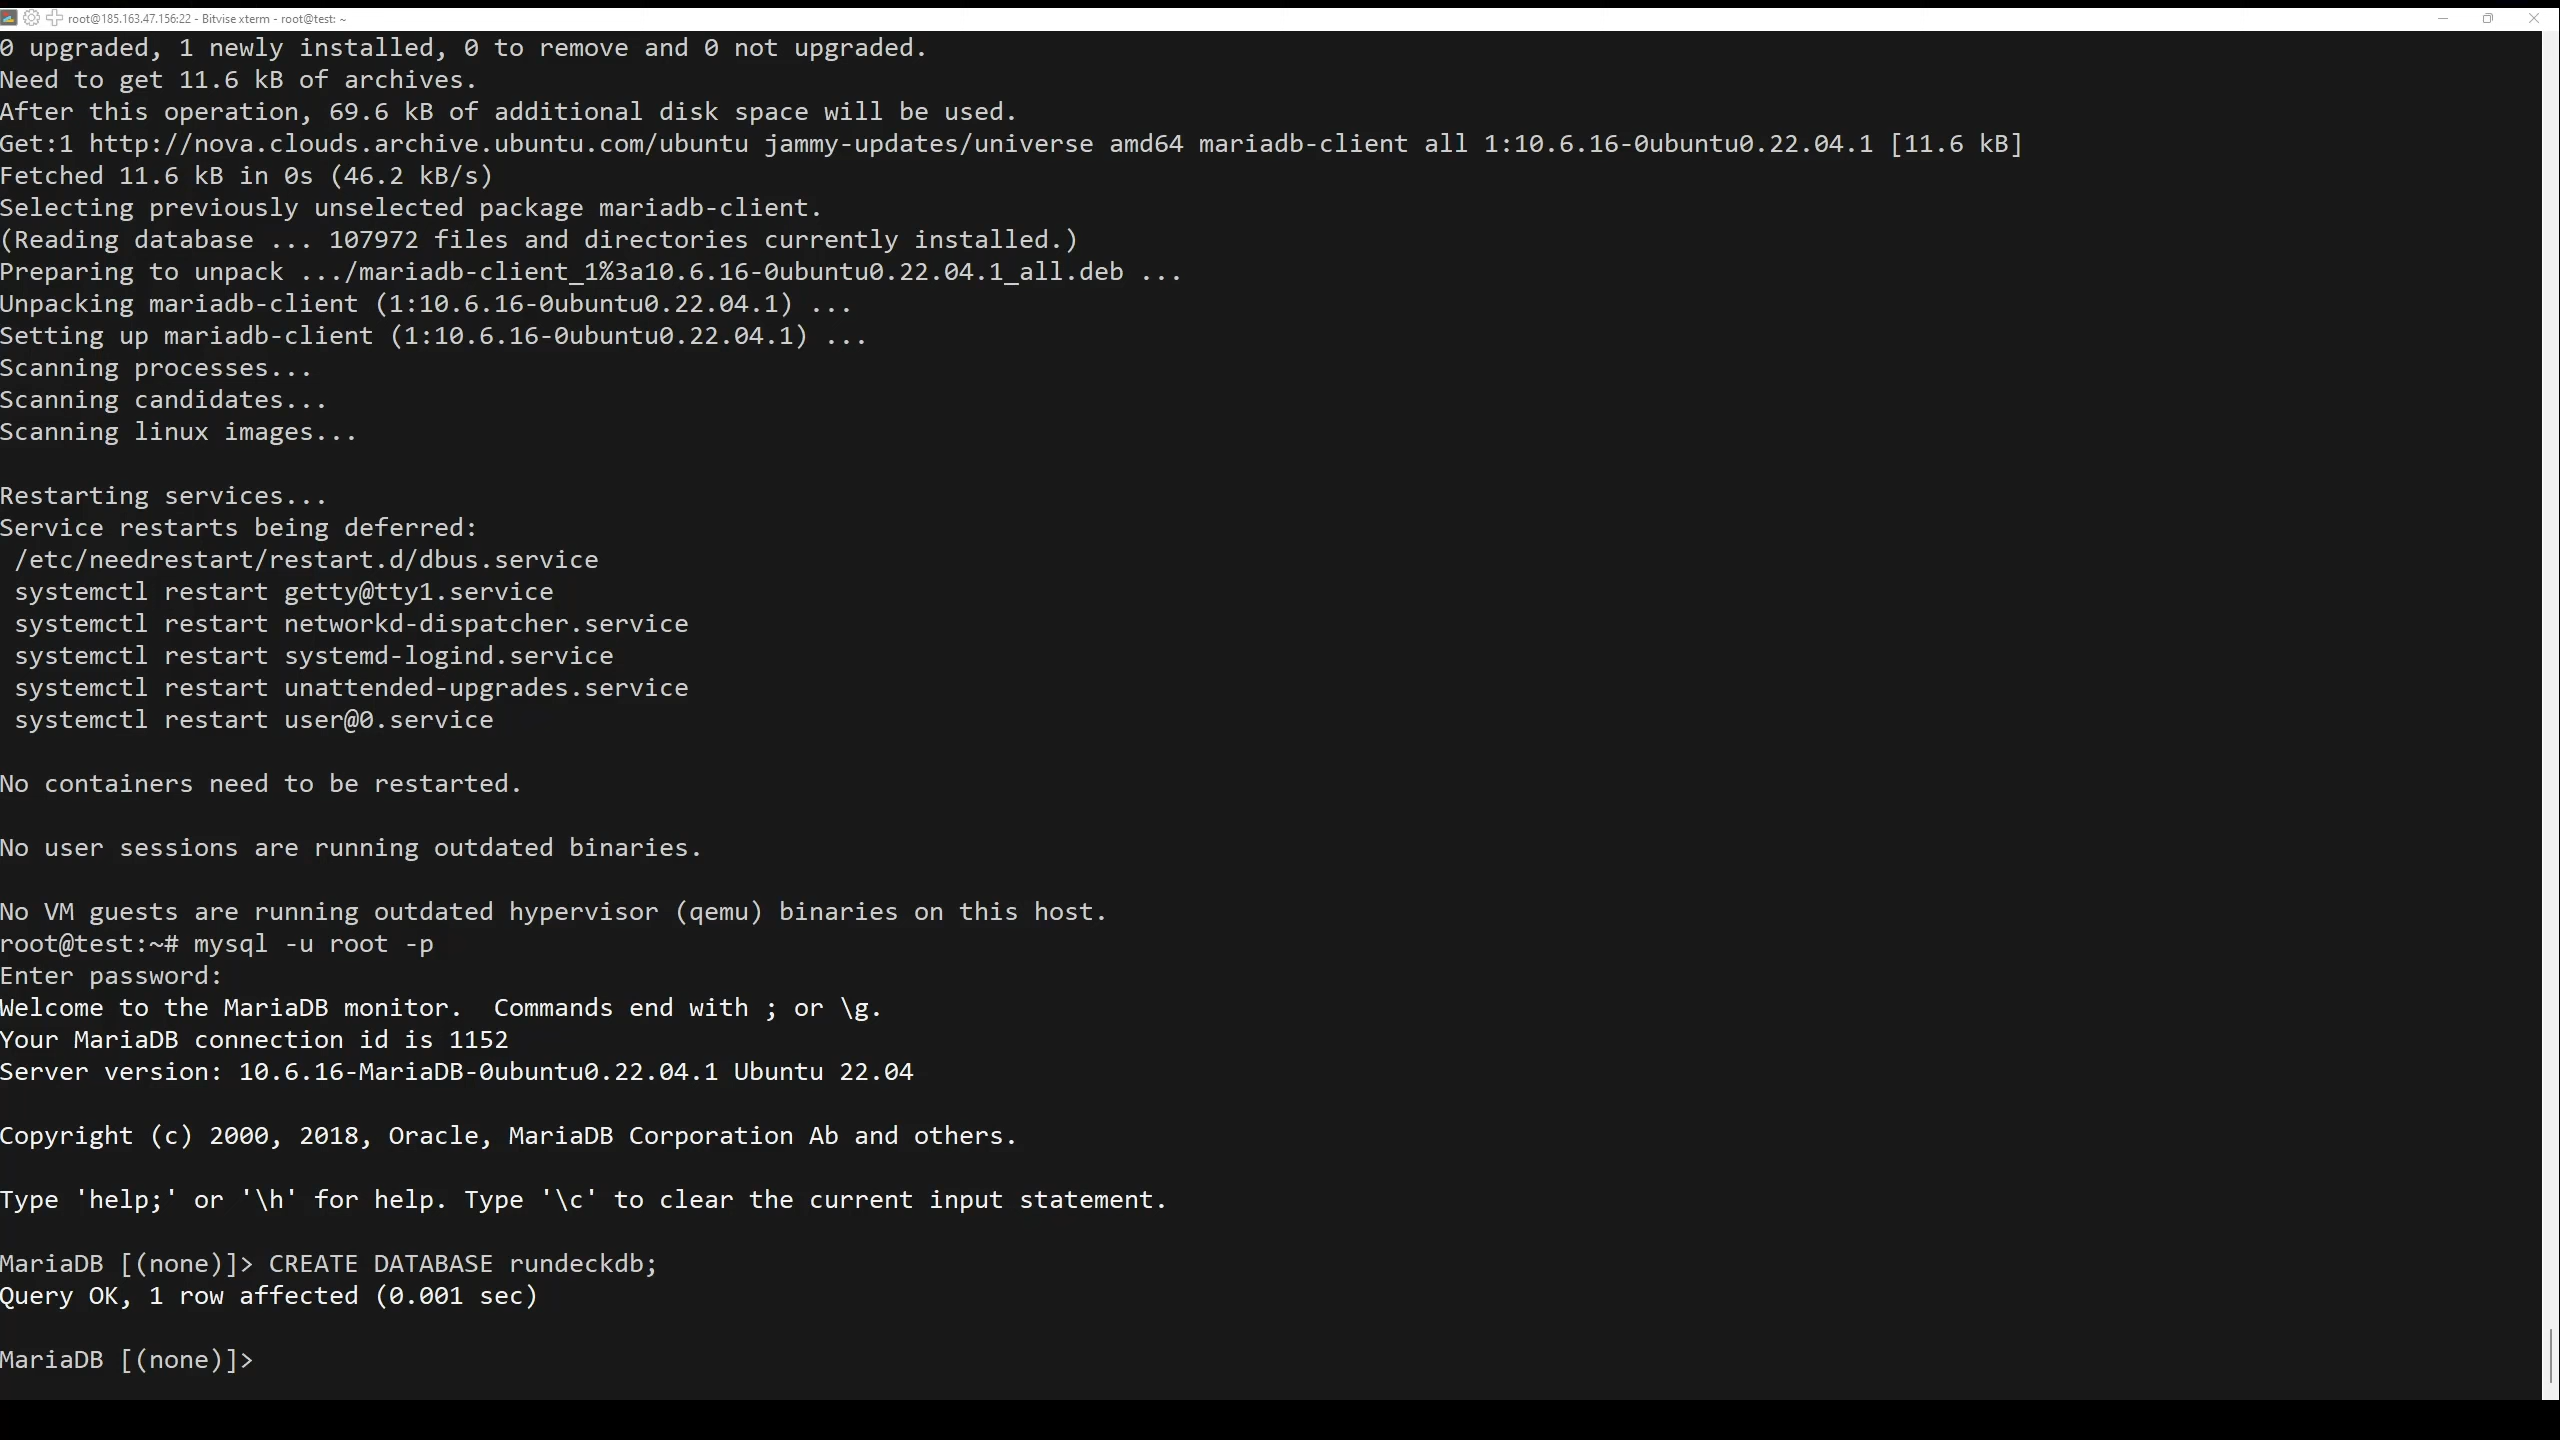 root@185.163.47.156:22 - Bitvise xterm - root@test: ~
0 upgraded, 1 newly installed, 0 to remove and 0 not upgraded.
Need to get 11.6 kB of archives.
After this operation, 69.6 kB of additional disk space will be used.
Get:1 http://nova.clouds.archive.ubuntu.com/ubuntu jammy-updates/universe amd64 mariadb-client all 1:10.6.16-0ubuntu0.22.04.1 [11.6 kB]
Fetched 11.6 kB in 0s (46.2 kB/s)
Selecting previously unselected package mariadb-client.
(Reading database ... 107972 files and directories currently installed.)
Preparing to unpack .../mariadb-client_1%3a10.6.16-0ubuntu0.22.04.1_all.deb ...
Unpacking mariadb-client (1:10.6.16-0ubuntu0.22.04.1) ...
Setting up mariadb-client (1:10.6.16-0ubuntu0.22.04.1) ...
Scanning processes...
Scanning candidates...
Scanning linux images...
Restarting services...
Service restarts being deferred:
/etc/needrestart/restart.d/dbus.service
systemctl restart getty@tty1.service
systemctl restart networkd-dispatcher.service
systemctl restart systemd-logind.service
systemctl restart unattended-upgrades.service
systemctl restart user@0.service
No containers need to be restarted.
No user sessions are running outdated binaries.
No VM guests are running outdated hypervisor (qemu) binaries on this host.
root@test:~# mysql -u root -p
Enter password:
Welcome to the MariaDB monitor.  Commands end with ; or \g.
Your MariaDB connection id is 1152
Server version: 10.6.16-MariaDB-0ubuntu0.22.04.1 Ubuntu 22.04
Copyright (c) 2000, 2018, Oracle, MariaDB Corporation Ab and others.
Type 'help;' or '\h' for help. Type '\c' to clear the current input statement.
MariaDB [(none)]> CREATE DATABASE rundeckdb;
Query OK, 1 row affected (0.001 sec)
MariaDB [(none)]>